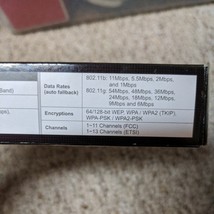 802.11b: 11Mbps, 5.5Mbps, 2Mbps,
and 1Mbps
Data Rates
(auto fallback)
802.11g: 54Mbps, 48Mbps, 36Mbps,
24Mbps, 18Mbps, 12Mbps,
9Mbps and 6Mbps
Band)
Encryptions
64/128-bit WEP, WPA / WPA2 (TKIP),
WPA-PSK / WPA2-PSK
Channels
1~11 Channels (FCC)
1~13 Channels (ETSI)